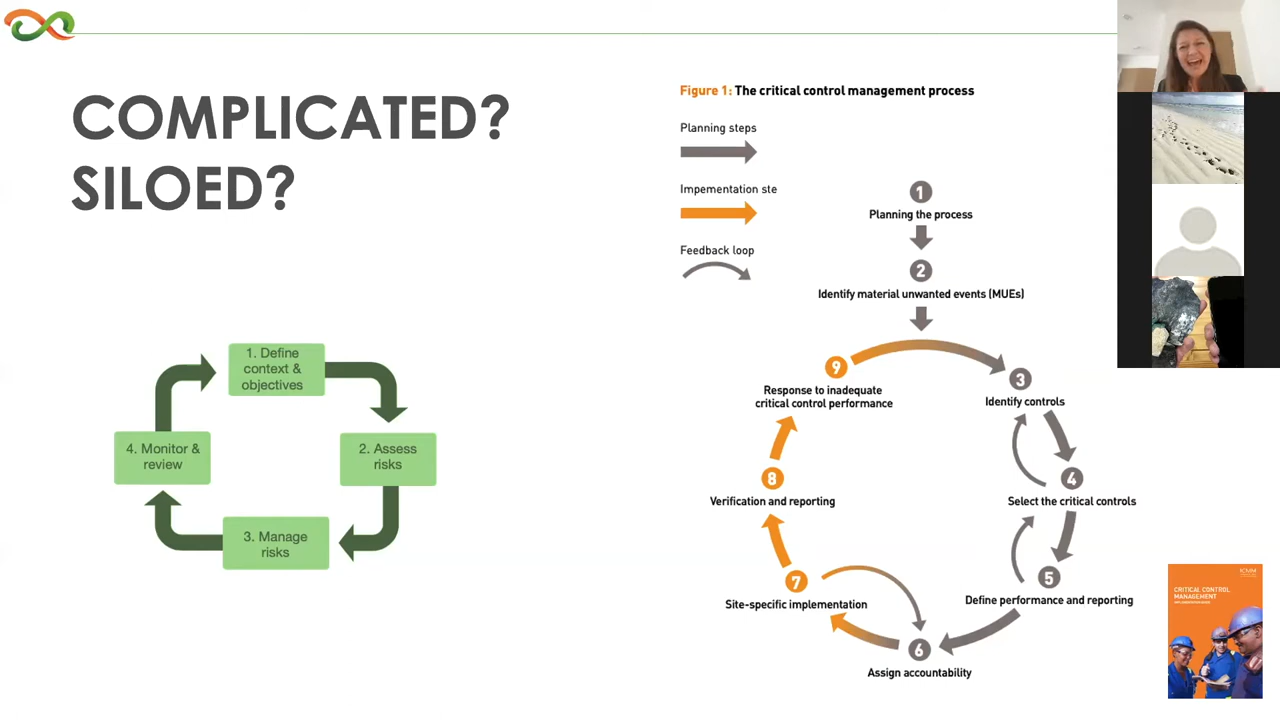 COMPLICATED?
SILOED?
1. Define
context &
objectives
2. Assess
risks
3. Manage
risks
4. Monitor &
review
Figure 1: The critical control management process
Planning steps
Impementation ste
Feedback loop
1
Planning the process
2
Identify material unwanted events (MUEs)
3
Identify controls
4
Select the critical controls
5
Define performance and reporting
6
Assign accountability
7
Site-specific implementation
8
Verification and reporting
9
Response to inadequate
critical control performance
ICMM
CRITICAL CONTROL
MANAGEMENT